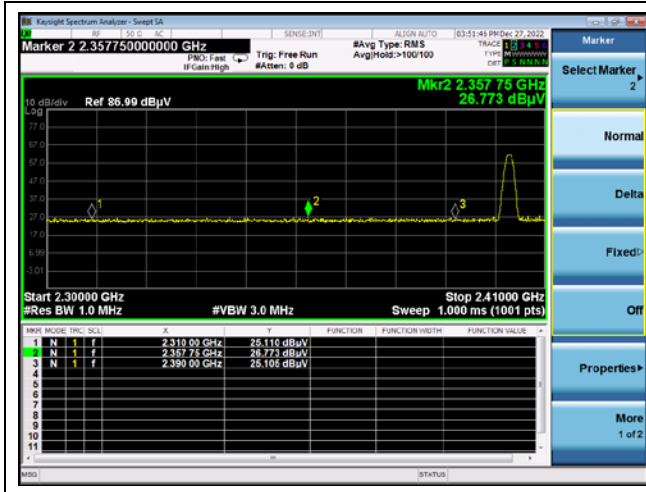 Keysight Spectrum Analyzer - Swept SA
RF 50 Ω AC SENSE:INT ALIGN AUTO 03:51:45 PM Dec 27, 2022
Marker 2 2.357750000000 GHz
PNO: Fast
IFGain:High
Trig: Free Run
#Atten: 0 dB
#Avg Type: RMS
Avg|Hold:>100/100
TRACE 1 2 3 4 5 6
TYPE M WWWWW
DET P S N N N N
Mkr2 2.357 75 GHz
26.773 dBµV
10 dB/div Ref 86.99 dBµV
Log
77.0
67.0
57.0
47.0
37.0
27.0
17.0
6.99
-3.01
1
2
3
Start 2.30000 GHz Stop 2.41000 GHz
#Res BW 1.0 MHz #VBW 3.0 MHz Sweep 1.000 ms (1001 pts)
MKR MODE TRC SCL X Y FUNCTION FUNCTION WIDTH FUNCTION VALUE
1 N 1 f 2.310 00 GHz 25.110 dBµV
2 N 1 f 2.357 75 GHz 26.773 dBµV
3 N 1 f 2.390 00 GHz 25.105 dBµV
4
5
6
7
8
9
10
11
MSG STATUS
Marker
Select Marker
2
Normal
Delta
Fixed
Off
Properties
More
1 of 2